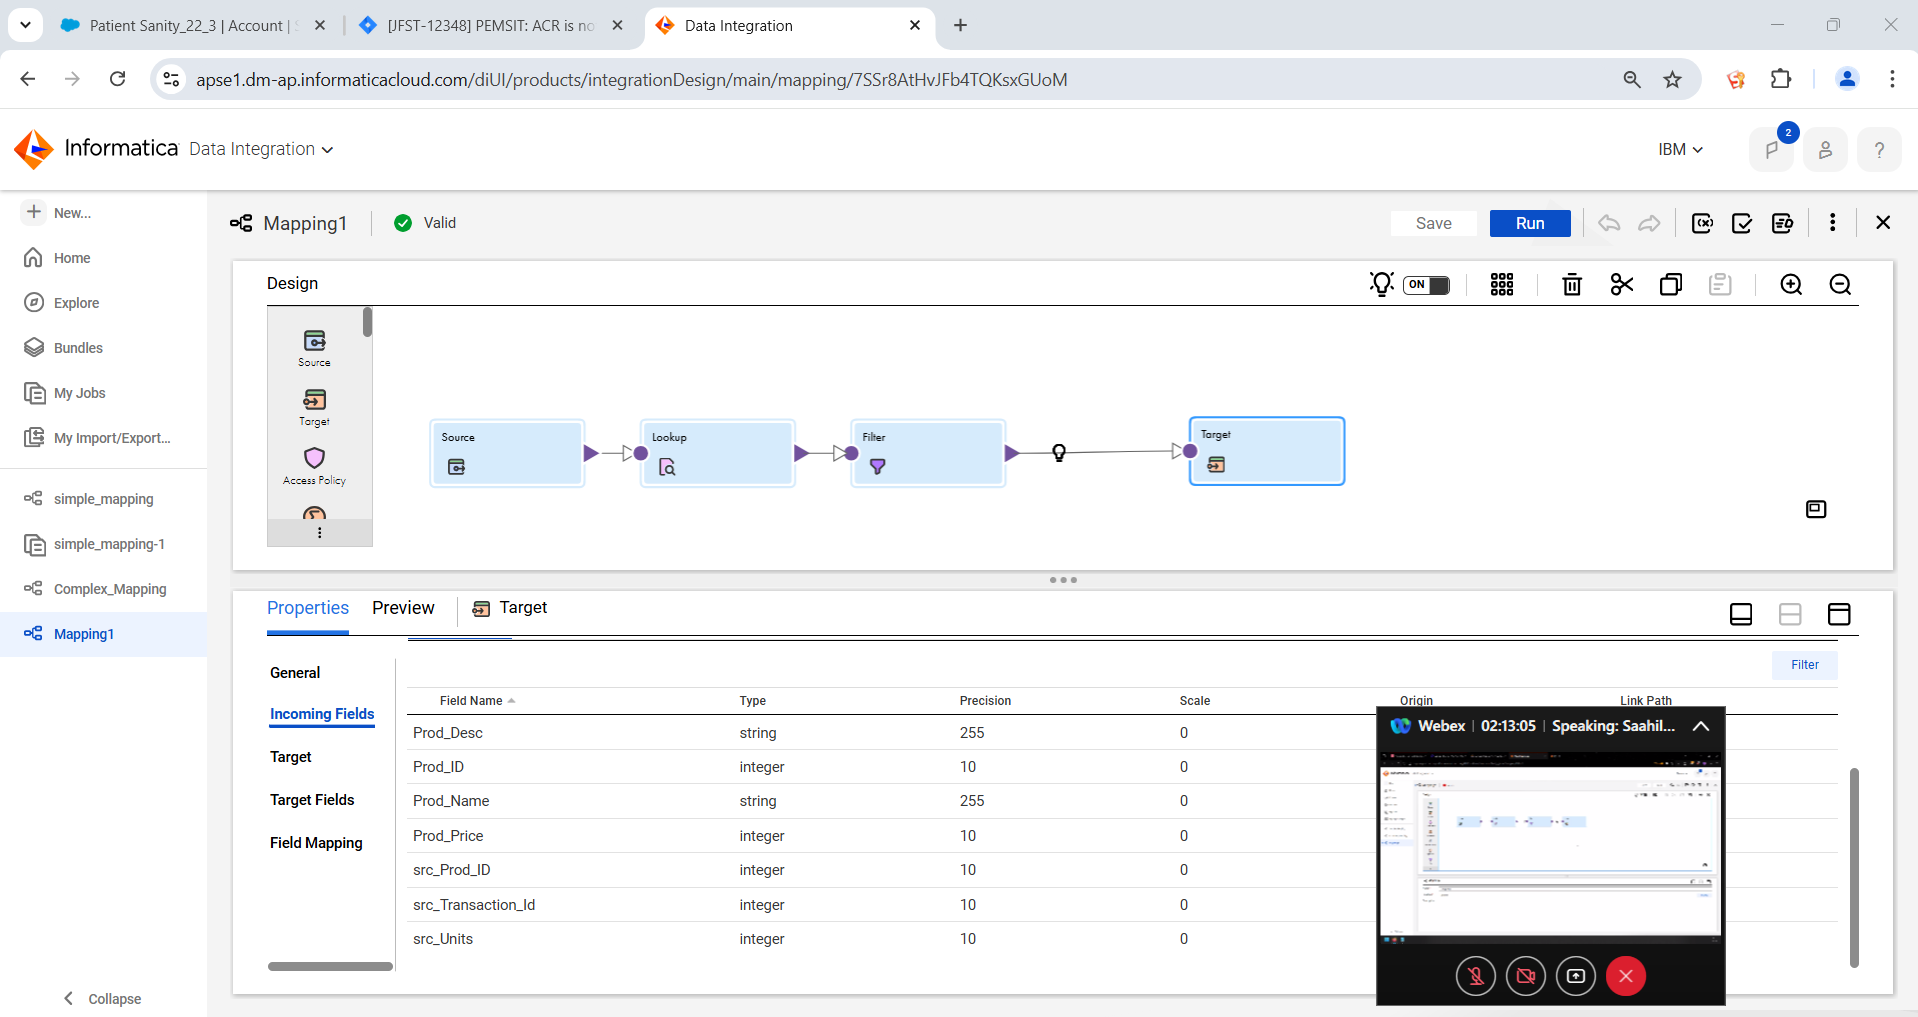 Patient Sanity_22_3 | Account | S
[JFST-12348] PEMSIT: ACR is no
Data Integration
apse1.dm-ap.informaticacloud.com/diUI/products/integrationDesign/main/mapping/7SSr8AtHvJFb4TQKsxGUoM
Informatica Data Integration
IBM
2
?
New...
Home
Explore
Bundles
My Jobs
My Import/Export...
simple_mapping
simple_mapping-1
Complex_Mapping
Mapping1
Collapse
Mapping1
Valid
Save
Run
Design
ON
Source
Target
Access Policy
Source
Lookup
Filter
Target
Properties
Preview
Target
General
Incoming Fields
Target
Target Fields
Field Mapping
Filter
Field Name Type Precision Scale Origin Link Path
Prod_Desc string 255 0
Prod_ID integer 10 0
Prod_Name string 255 0
Prod_Price integer 10 0
src_Prod_ID integer 10 0
src_Transaction_Id integer 10 0
src_Units integer 10 0
Webex | 02:13:05 | Speaking: Saahil...